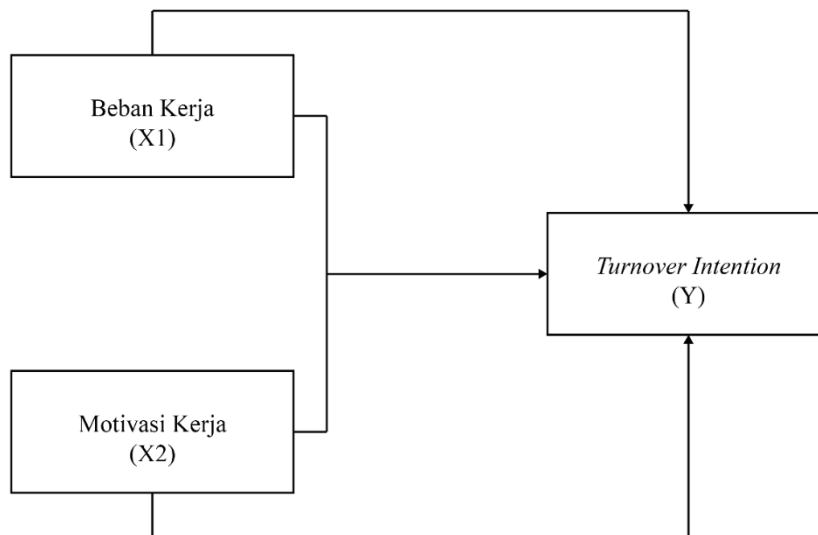 Beban Kerja
(X1)
Turnover Intention
(Y)
Motivasi Kerja
(X2)